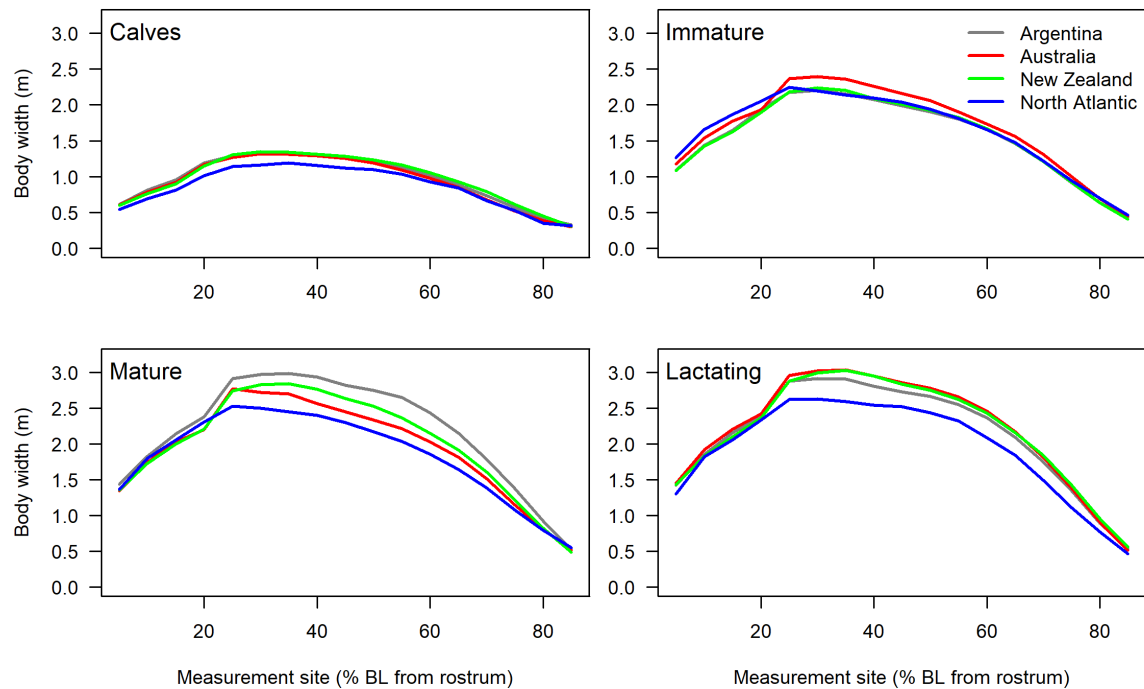 Calves
3.0
2.5
2.0
1.5
1.0
0.5
0.0
Body width (m)
20 40 60 80
Immature
Argentina
Australia
New Zealand
North Atlantic
3.0
2.5
2.0
1.5
1.0
0.5
0.0
20 40 60 80
Mature
3.0
2.5
2.0
1.5
1.0
0.5
0.0
Body width (m)
20 40 60 80
Measurement site (% BL from rostrum)
Lactating
3.0
2.5
2.0
1.5
1.0
0.5
0.0
20 40 60 80
Measurement site (% BL from rostrum)